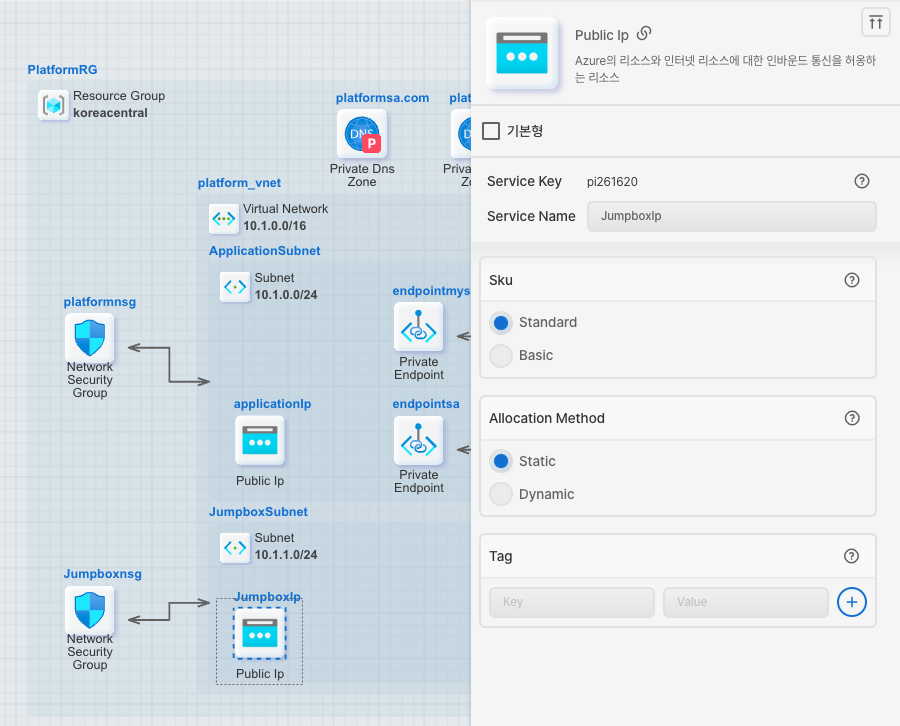 PlatformRG
Resource Group
koreacentral
platformsa.com
plat
DNS
P
Private Dns
Zone
Priva
Zo
platform_vnet
Virtual Network
10.1.0.0/16
ApplicationSubnet
Subnet
10.1.0.0/24
platformnsg
Network
Security
Group
endpointmys
Private
Endpoint
applicationIp
Public Ip
endpointsa
Private
Endpoint
JumpboxSubnet
Subnet
10.1.1.0/24
Jumpboxnsg
Network
Security
Group
JumpboxIp
Public Ip
Public Ip
Azure의 리소스와 인터넷 리소스에 대한 인바운드 통신을 허용하
는 리소스
기본형
Service Key pi261620
Service Name JumpboxIp
Sku
Standard
Basic
Allocation Method
Static
Dynamic
Tag
Key Value